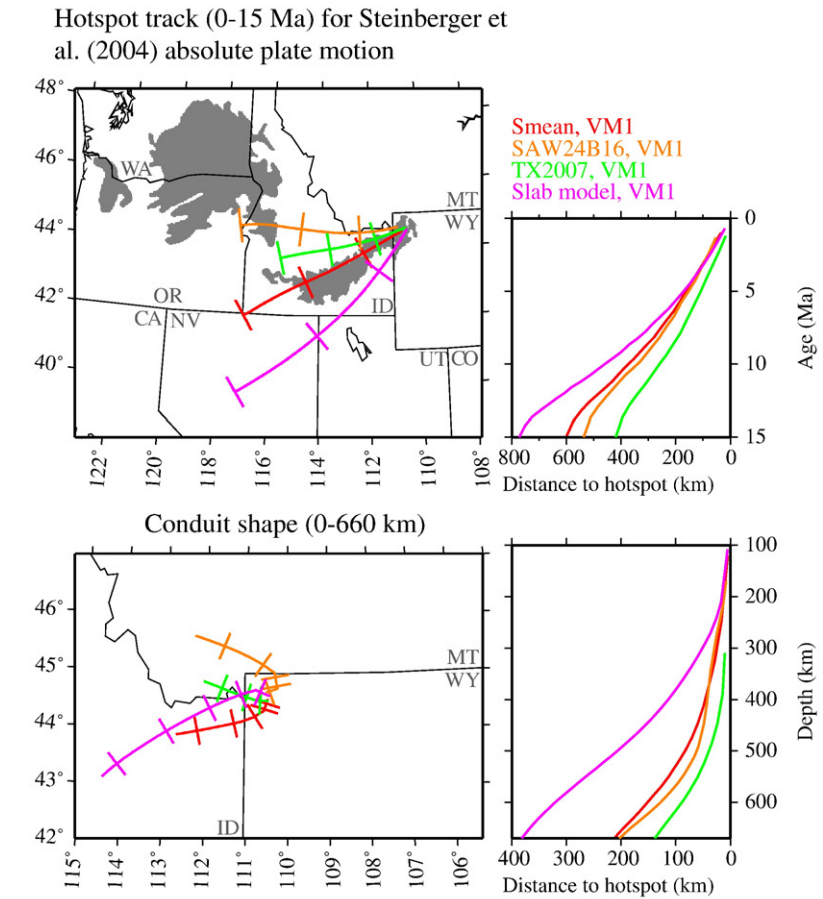 Hotspot track (0-15 Ma) for Steinberger et
al. (2004) absolute plate motion
48°
46°
44°
42°
40°
WA
MT
WY
OR
CA NV
ID
UT CO
122° 120° 118° 116° 114° 112° 110° 108°
Smean, VM1
SAW24B16, VM1
TX2007, VM1
Slab model, VM1
0
5
10
15
Age (Ma)
800 600 400 200 0
Distance to hotspot (km)
Conduit shape (0-660 km)
46°
45°
44°
43°
42°
MT
WY
ID
115° 114° 113° 112° 111° 110° 109° 108° 107° 106°
100
200
300
400
500
600
Depth (km)
400 300 200 100 0
Distance to hotspot (km)